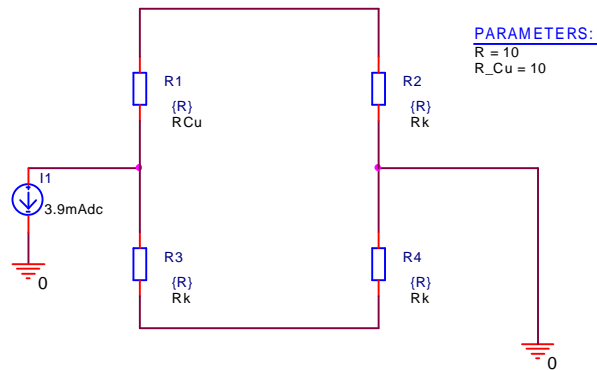 PARAMETERS:
R = 10
R_Cu = 10
R1
{R}
RCu
R2
{R}
Rk
I1
3.9mAdc
0
R3
{R}
Rk
R4
{R}
Rk
0